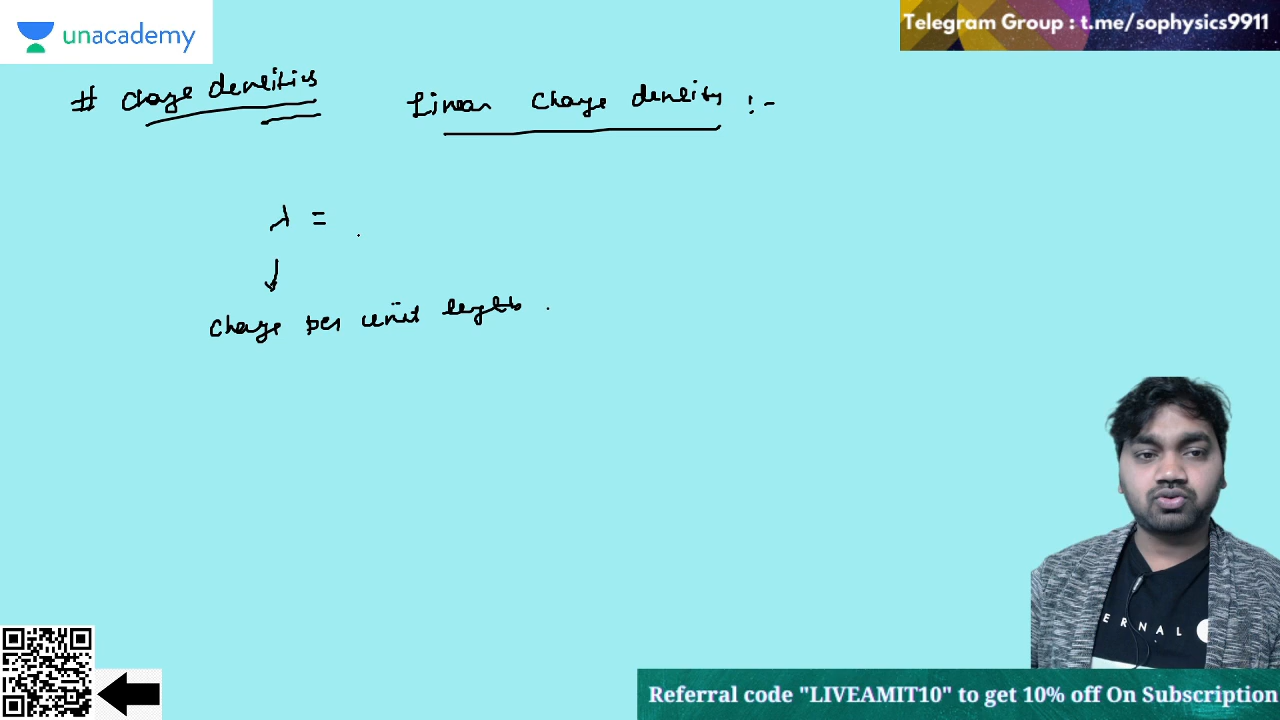 unacademy
Telegram Group : t.me/sophysics9911
# Charge densities Linear Charge density :-
λ =
↓
Charge per unit length .
ERNAL
Referral code "LIVEAMIT10" to get 10% off On Subscription